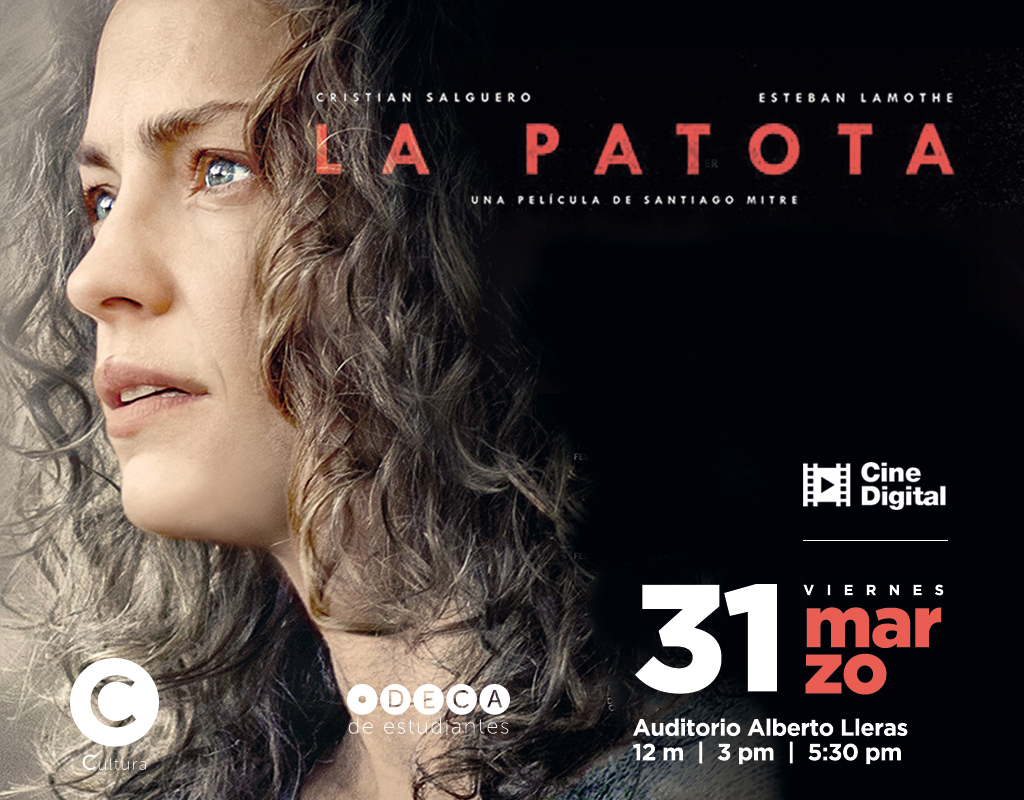 CRISTIAN SALGUERO
ESTEBAN LAMOTHE
LA PATOTA
UNA PELÍCULA DE SANTIAGO MITRE
Cine
Digital
31
VIERNES
mar
zo
C
Cultura
DECA
de estudiantes
Auditorio Alberto Lleras
12 m | 3 pm | 5:30 pm